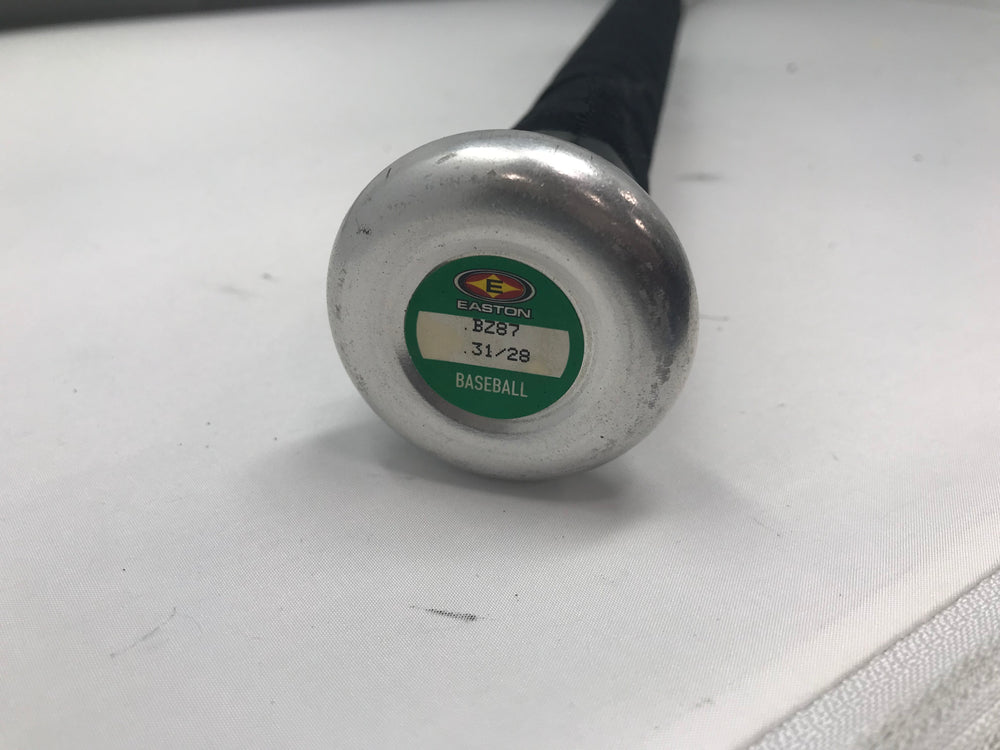 E
EASTON
.BZ87
.31/28
BASEBALL